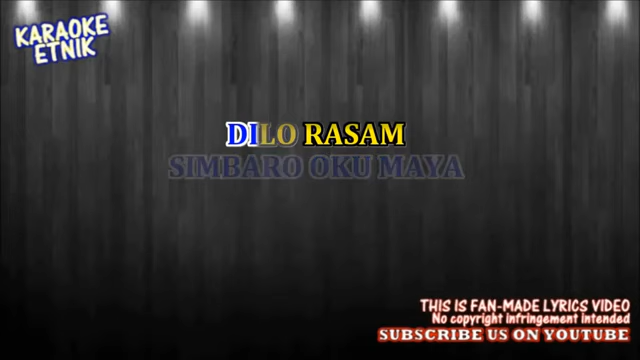 KARAOKE
ETNIK
DILO RASAM
SIMBARO OKU MAYA
THIS IS FAN-MADE LYRICS VIDEO
No copyright infringement intended
SUBSCRIBE US ON YOUTUBE